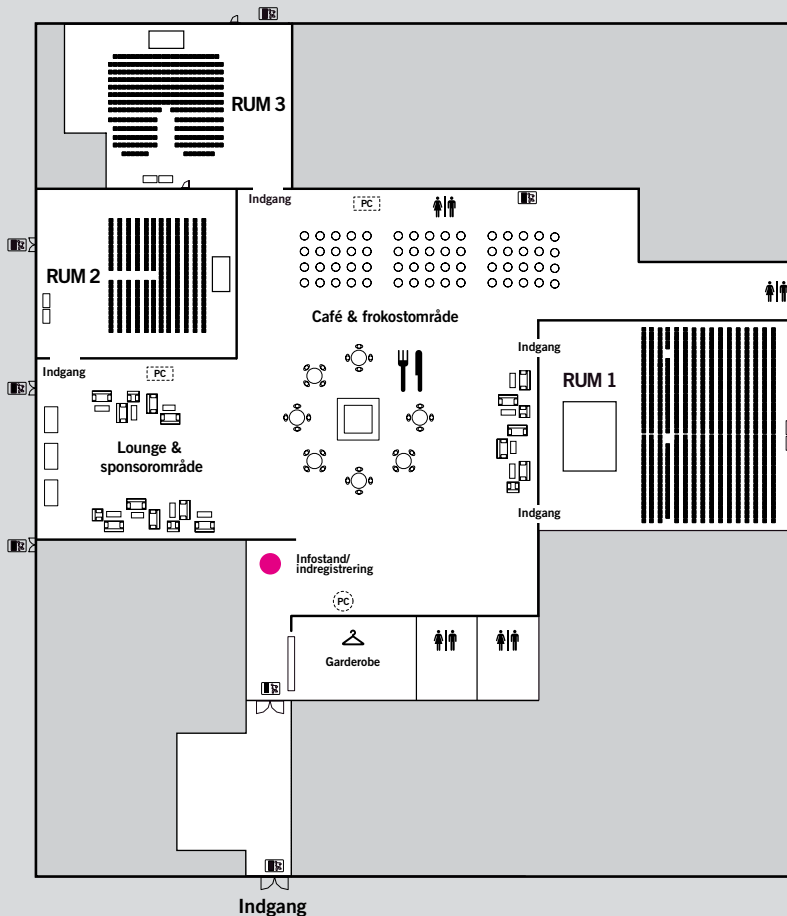 RUM 3
Indgang
PC
RUM 2
Café & frokostområde
Indgang
Indgang
PC
RUM 1
Lounge &
sponsorområde
Indgang
Infostand/
indregistrering
PC
Garderobe
Indgang